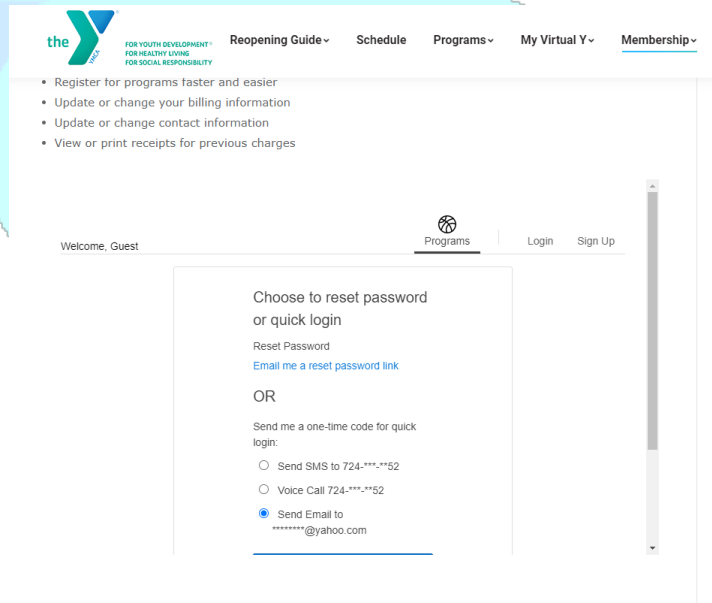 the
YMCA
FOR YOUTH DEVELOPMENT®
FOR HEALTHY LIVING
FOR SOCIAL RESPONSIBILITY
Reopening Guide Schedule Programs My Virtual Y Membership
Register for programs faster and easier
Update or change your billing information
Update or change contact information
View or print receipts for previous charges
Welcome, Guest
Programs Login Sign Up
Choose to reset password
or quick login
Reset Password
Email me a reset password link
OR
Send me a one-time code for quick
login:
Send SMS to 724-***-**52
Voice Call 724-***-**52
Send Email to
********@yahoo.com